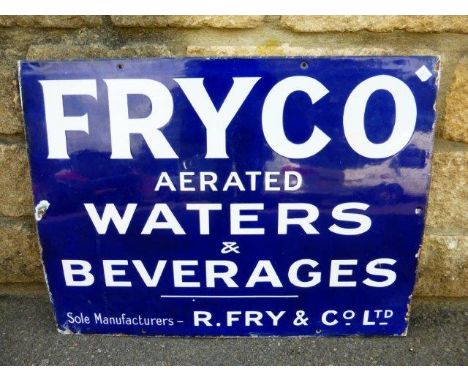 FRYCO
AERATED
WATERS
&
BEVERAGES
Sole Manufacturers - R. FRY & Co LTD